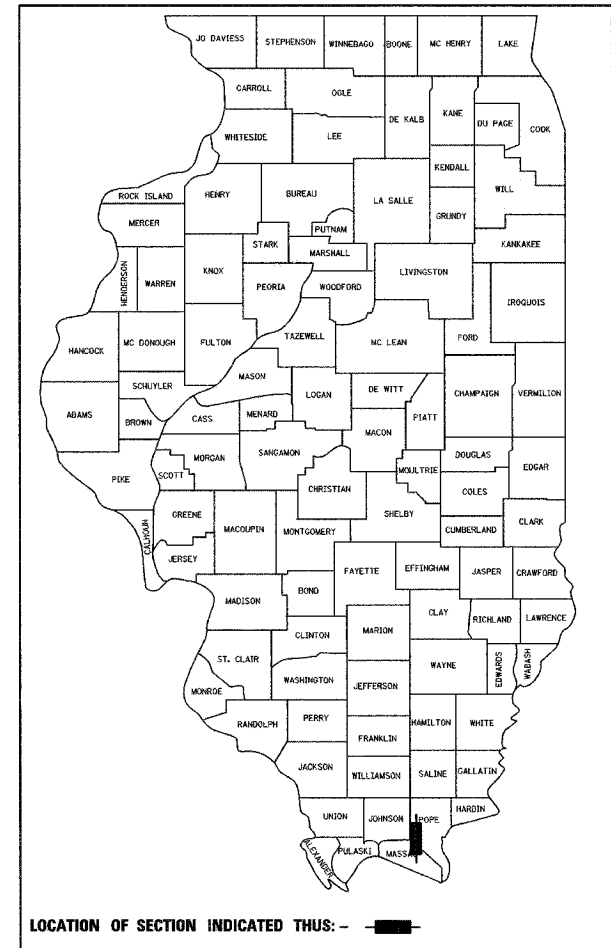 JO DAVIESS STEPHENSON WINNEBAGO BOONE MC HENRY LAKE
CARROLL OGLE DE KALB KANE DU PAGE COOK
WHITESIDE LEE
KENDALL WILL
ROCK ISLAND HENRY BUREAU LA SALLE GRUNDY
MERCER PUTNAM
STARK MARSHALL KANKAKEE
HENDERSON WARREN KNOX PEORIA WOODFORD LIVINGSTON IROQUOIS
HANCOCK MC DONOUGH FULTON TAZEWELL MC LEAN FORD
MASON
SCHUYLER LOGAN DE WITT CHAMPAIGN VERMILION
ADAMS BROWN CASS MENARD PIATT
MACON
PIKE SCOTT MORGAN SANGAMON MOULTRIE DOUGLAS EDGAR
CHRISTIAN COLES
GREENE MACOUPIN MONTGOMERY SHELBY CUMBERLAND CLARK
CALHOUN JERSEY
FAYETTE EFFINGHAM JASPER CRAWFORD
MADISON BOND
CLAY RICHLAND LAWRENCE
CLINTON MARION
ST. CLAIR WAYNE EDWARDS WABASH
MONROE WASHINGTON JEFFERSON
RANDOLPH PERRY HAMILTON WHITE
FRANKLIN
JACKSON WILLIAMSON SALINE GALLATIN
UNION JOHNSON POPE HARDIN
ALEXANDER PULASKI MASSA
LOCATION OF SECTION INDICATED THUS: -